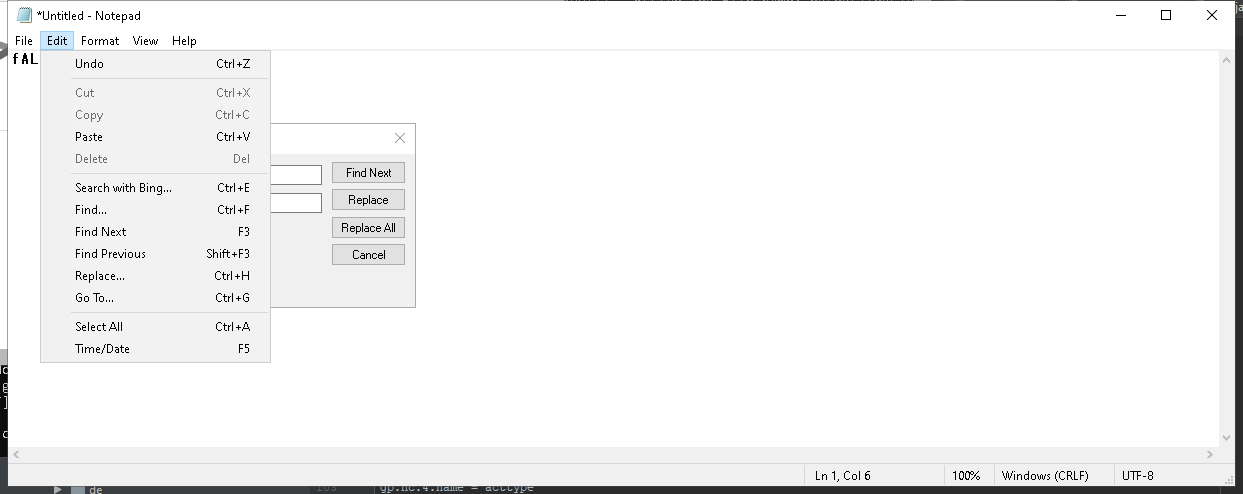 *Untitled - Notepad
File Edit Format View Help
fAL
Undo Ctrl+Z
Cut Ctrl+X
Copy Ctrl+C
Paste Ctrl+V
Delete Del
Search with Bing... Ctrl+E
Find... Ctrl+F
Find Next F3
Find Previous Shift+F3
Replace... Ctrl+H
Go To... Ctrl+G
Select All Ctrl+A
Time/Date F5
Find Next
Replace
Replace All
Cancel
Ln 1, Col 6 100% Windows (CRLF) UTF-8
de
gp.nc.4.name = acttype